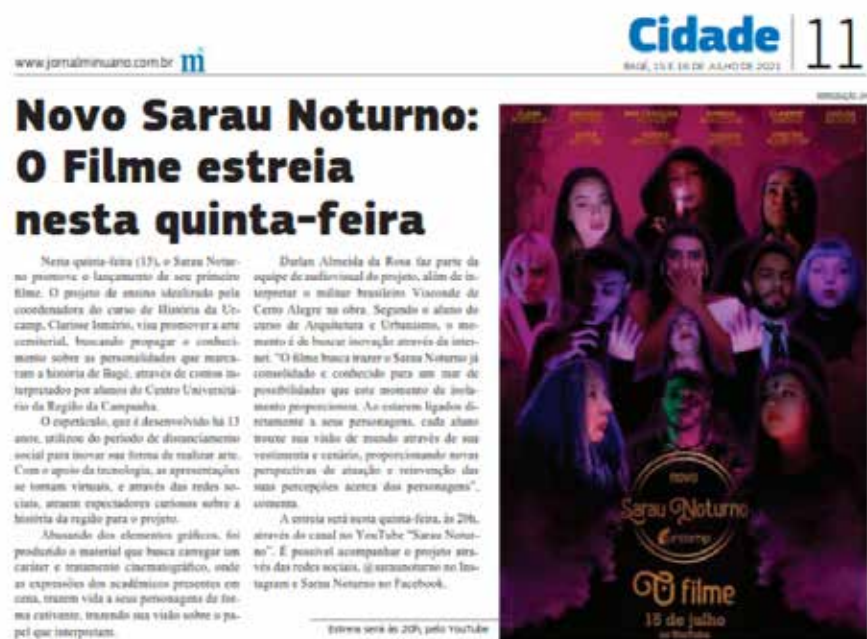 www.jornalminuano.com.br m
Cidade
BAGÉ, 15 E 16 DE JULHO DE 2021
11
Novo Sarau Noturno:
O Filme estreia
nesta quinta-feira
Nesta quinta-feira (15), o Sarau Notur-
no promove o lançamento de seu primeiro
filme. O projeto de ensino idealizado pela
coordenadora do curso de História da Ur-
camp, Clarisse Ismério, visa promover a arte
cemiterial, buscando propagar o conheci-
mento sobre as personalidades que marca-
ram a história de Bagé, através de contos in-
terpretados por alunos do Centro Universitá-
rio da Região da Campanha.
O espetáculo, que é desenvolvido há 13
anos, utilizou do período de distanciamento
social para inovar sua forma de realizar arte.
Com o apoio da tecnologia, as apresentações
se tornam virtuais, e através das redes so-
ciais, atraem expectadores curiosos sobre a
história da região para o projeto.
Abusando dos elementos gráficos, foi
produzido o material que busca carregar um
caráter e tratamento cinematográfico, onde
as expressões dos acadêmicos presentes em
cena, trazem vida a seus personagens de for-
ma cativante, trazendo sua visão sobre o pa-
pel que interpretam.
Darlan Almeida da Rosa faz parte da
equipe de audiovisual do projeto, além de in-
terpretar o militar brasileiro Visconde de
Cerro Alegre na obra. Segundo o aluno do
curso de Arquitetura e Urbanismo, o mo-
mento é de buscar inovação através da inter-
net. "O filme busca trazer o Sarau Noturno já
consolidado e conhecido para um mar de
possibilidades que este momento de isola-
mento proporcionou. Ao estarem ligados di-
retamente a seus personagens, cada aluno
trouxe sua visão de mundo através de sua
vestimenta e cenário, proporcionando novas
perspectivas de atuação e reinvenção das
suas percepções acerca dos personagens",
comenta.
A estreia será nesta quinta-feira, às 20h,
através do canal no YouTube "Sarau Notur-
no". É possível acompanhar o projeto atra-
vés das redes sociais, @saraunoturno no Ins-
tagram e Sarau Noturno no Facebook.
Estreia será às 20h, pelo YouTube
NOVO
Sarau Noturno
urcamp
O filme
15 de julho